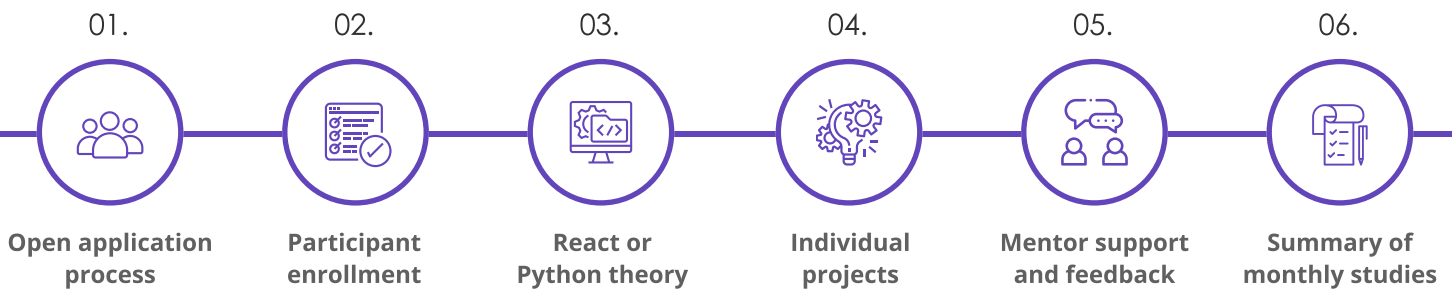 01.
Open application
process
02.
Participant
enrollment
03.
</>
React or
Python theory
04.
Individual
projects
05.
Mentor support
and feedback
06.
Summary of
monthly studies